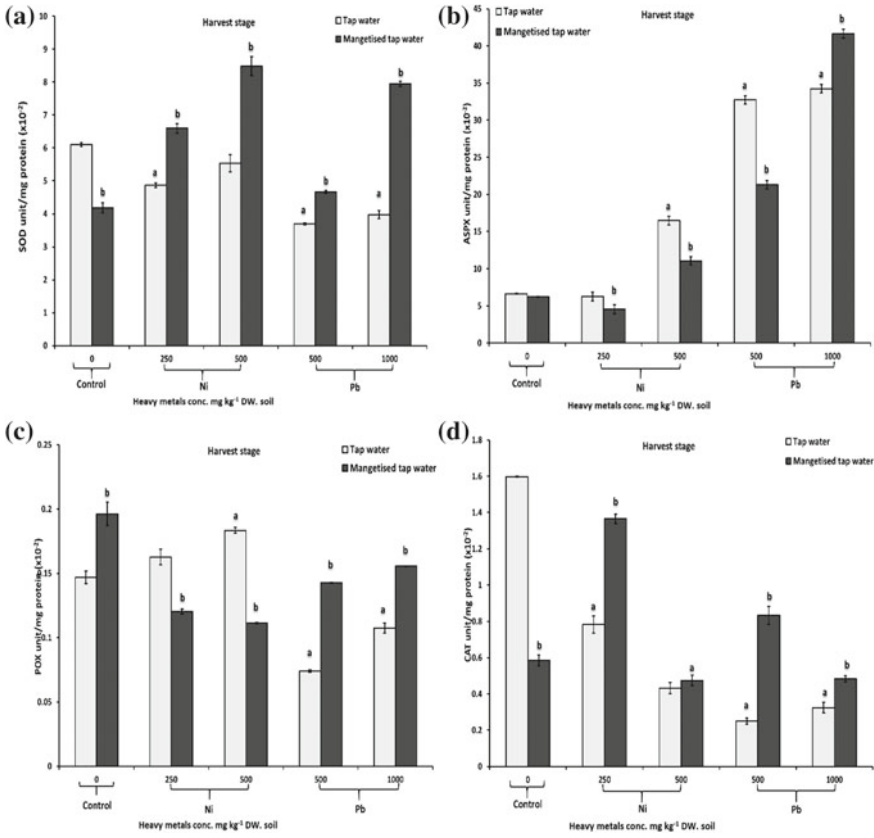 (a)
Harvest stage
Tap water
Mangetised tap water
SOD unit/mg protein (x10⁻²)
10
9
8
7
6
5
4
3
2
1
0
b
a
b
b
a
b
a
b
0
250
500
500
1000
Control
Ni
Pb
Heavy metals conc. mg kg⁻¹ DW. soil
(b)
Harvest stage
Tap water
Mangetised tap water
ASPX unit/mg protein (x10⁻²)
45
40
35
30
25
20
15
10
5
0
b
a
b
a
b
a
b
0
250
500
500
1000
Control
Ni
Pb
Heavy metals conc. mg kg⁻¹ DW. soil
(c)
Harvest stage
Tap water
Mangetised tap water
POX unit/mg protein (x10⁻²)
0.25
0.2
0.15
0.1
0.05
0
b
b
a
b
a
b
a
b
0
250
500
500
1000
Control
Ni
Pb
Heavy metals conc. mg kg⁻¹ DW. soil
(d)
Harvest stage
Tap water
Mangetised tap water
CAT unit/mg protein (x10⁻²)
1.8
1.6
1.4
1.2
1
0.8
0.6
0.4
0.2
0
b
a
b
a
a
b
a
b
0
250
500
500
1000
Control
Ni
Pb
Heavy metals conc. mg kg⁻¹ DW. soil